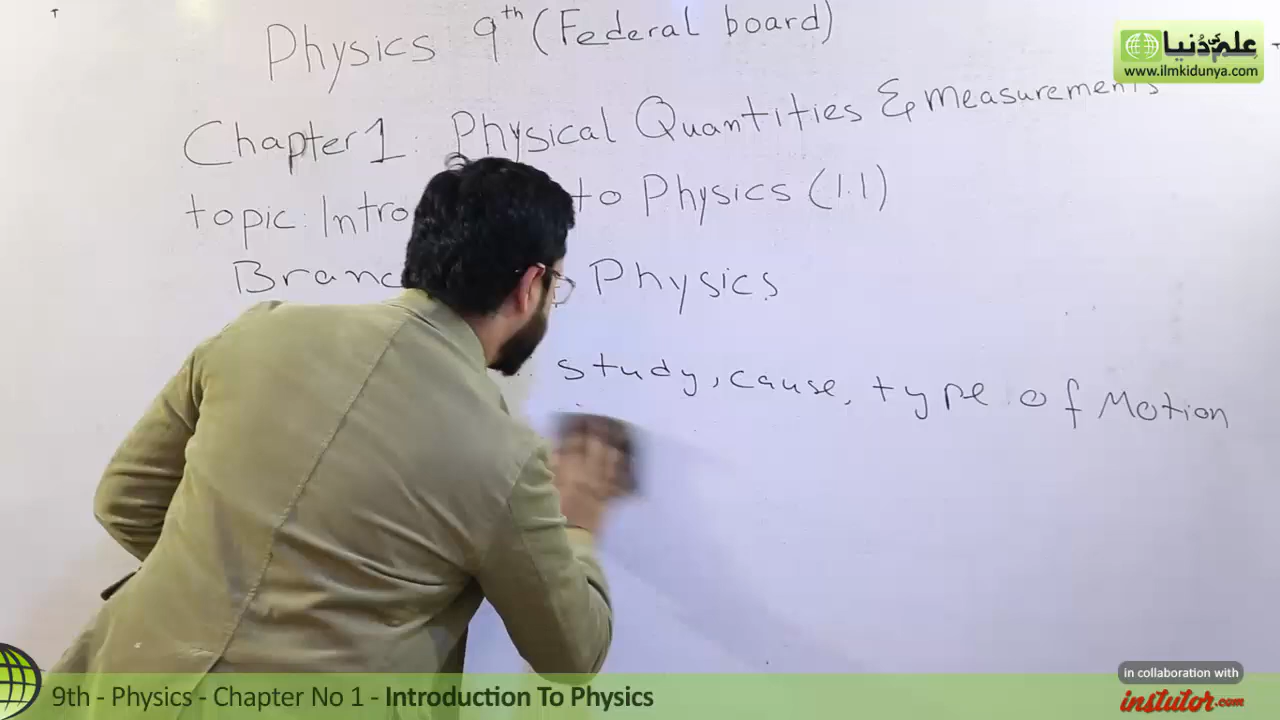 Physics 9th (Federal board)
علم کی دُنیا
www.ilmkidunya.com
Chapter 1: Physical Quantities & Measurements
topic: Intro to Physics (1.1)
Branc Physics
study, cause, type of Motion
in collaboration with
instutor.com
9th - Physics - Chapter No 1 - Introduction To Physics